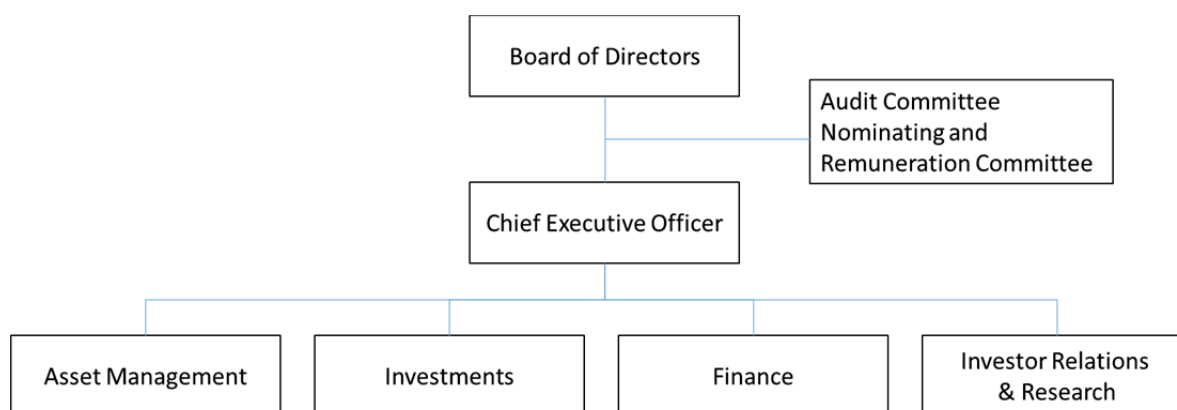 Board of Directors
Audit Committee
Nominating and
Remuneration Committee
Chief Executive Officer
Asset Management
Investments
Finance
Investor Relations
& Research